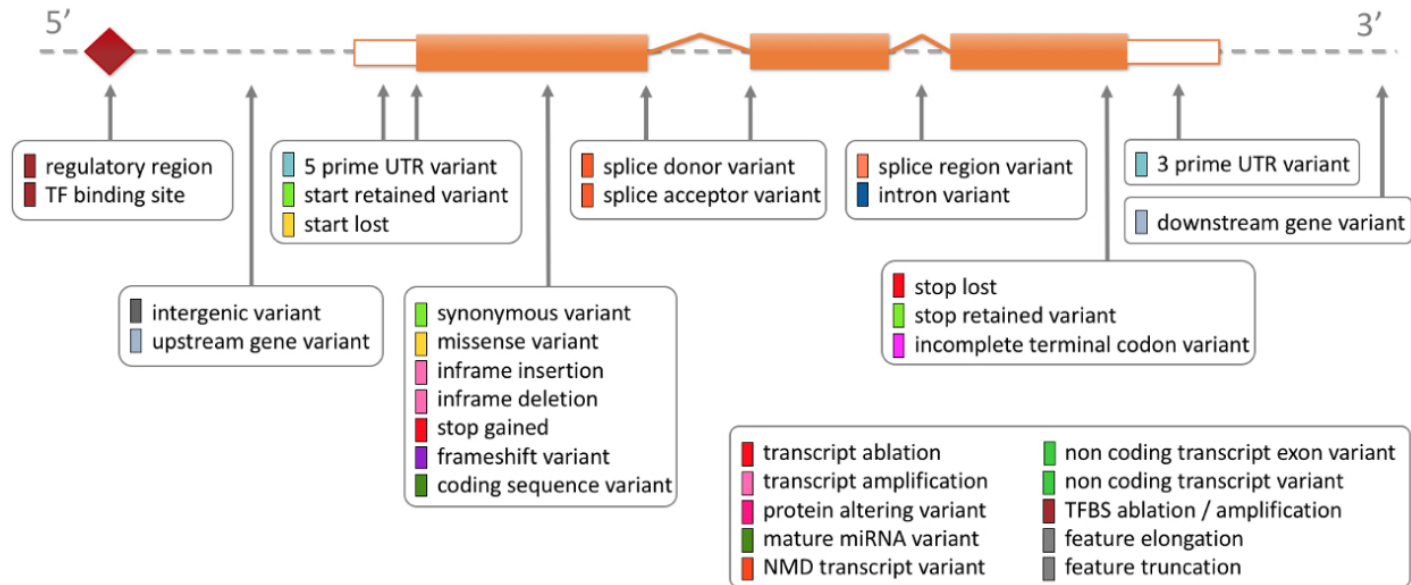 5’
3’
regulatory region
TF binding site
5 prime UTR variant
start retained variant
start lost
splice donor variant
splice acceptor variant
splice region variant
intron variant
3 prime UTR variant
downstream gene variant
intergenic variant
upstream gene variant
synonymous variant
missense variant
inframe insertion
inframe deletion
stop gained
frameshift variant
coding sequence variant
stop lost
stop retained variant
incomplete terminal codon variant
transcript ablation
transcript amplification
protein altering variant
mature miRNA variant
NMD transcript variant
non coding transcript exon variant
non coding transcript variant
TFBS ablation / amplification
feature elongation
feature truncation